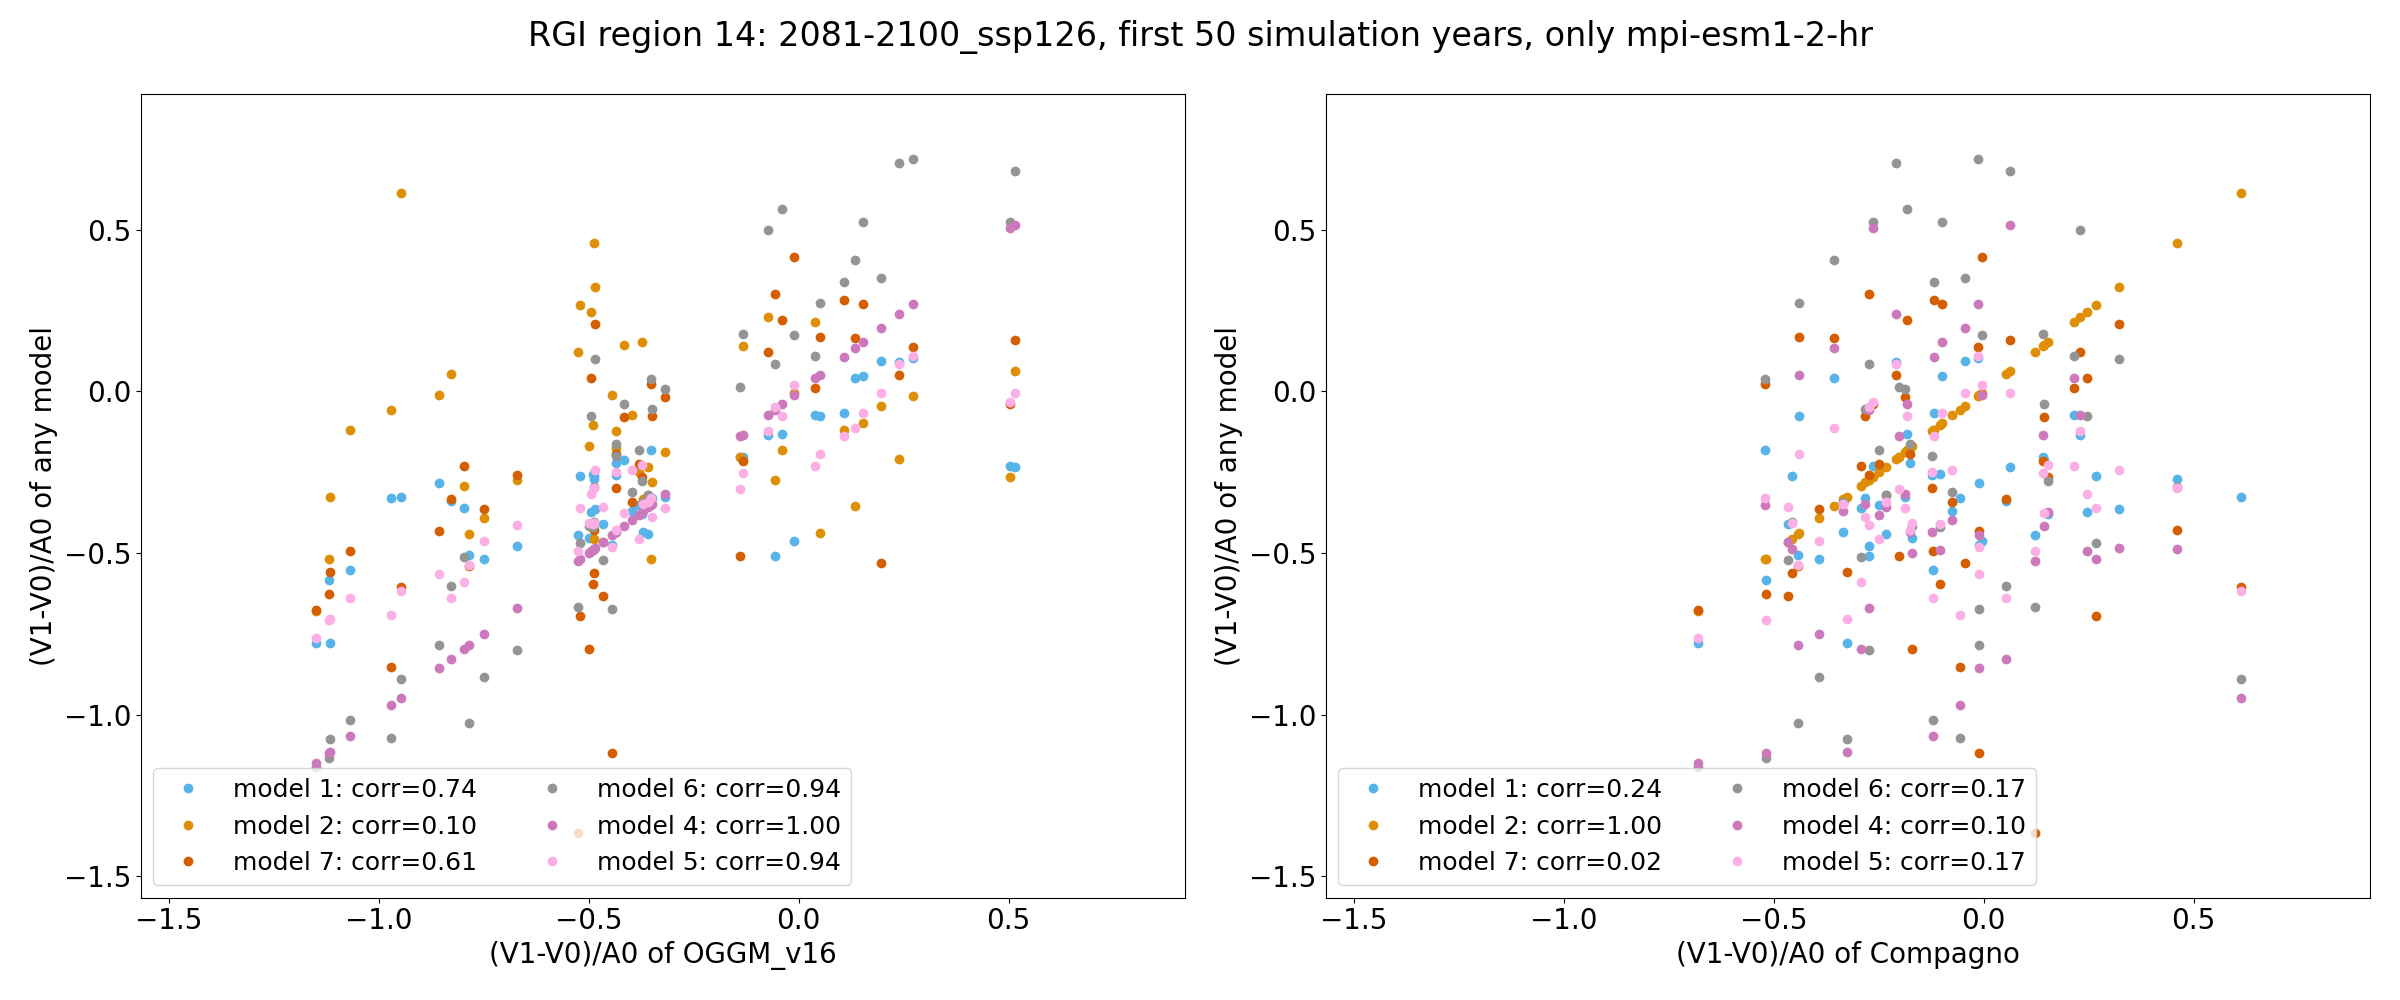 RGI region 14: 2081-2100_ssp126, first 50 simulation years, only mpi-esm1-2-hr
(V1-V0)/A0 of any model
0.5
0.0
−0.5
−1.0
−1.5
model 1: corr=0.74
model 2: corr=0.10
model 7: corr=0.61
model 6: corr=0.94
model 4: corr=1.00
model 5: corr=0.94
−1.5 −1.0 −0.5 0.0 0.5
(V1-V0)/A0 of OGGM_v16
(V1-V0)/A0 of any model
0.5
0.0
−0.5
−1.0
−1.5
model 1: corr=0.24
model 2: corr=1.00
model 7: corr=0.02
model 6: corr=0.17
model 4: corr=0.10
model 5: corr=0.17
−1.5 −1.0 −0.5 0.0 0.5
(V1-V0)/A0 of Compagno